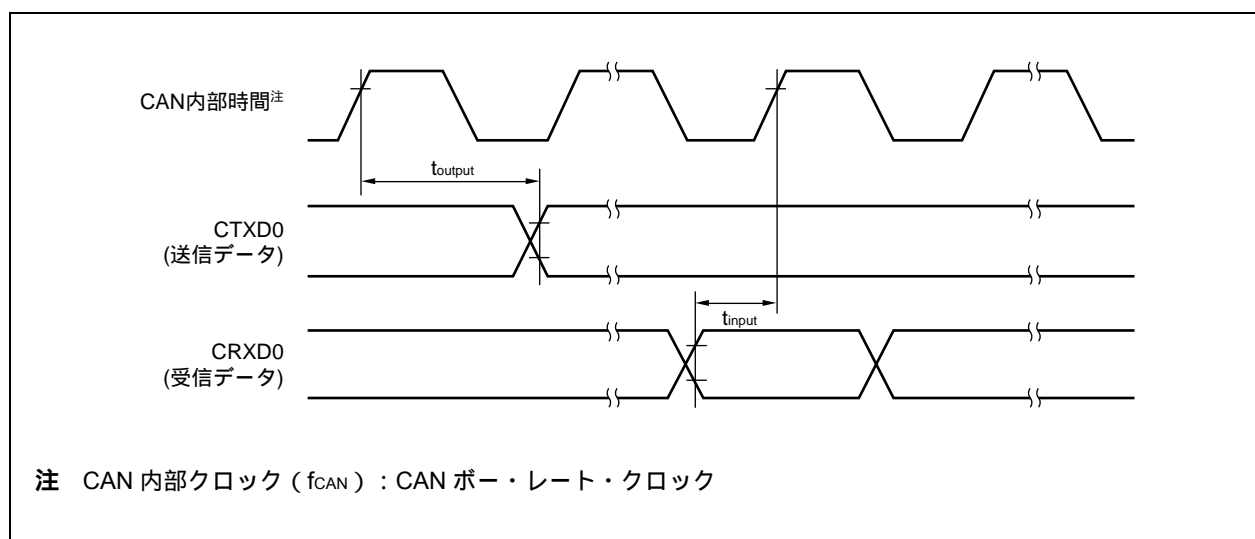 CAN内部時間注
toutput
CTXD0
(送信データ)
tinput
CRXD0
(受信データ)
注 CAN 内部クロック（fCAN）：CAN ボー・レート・クロック